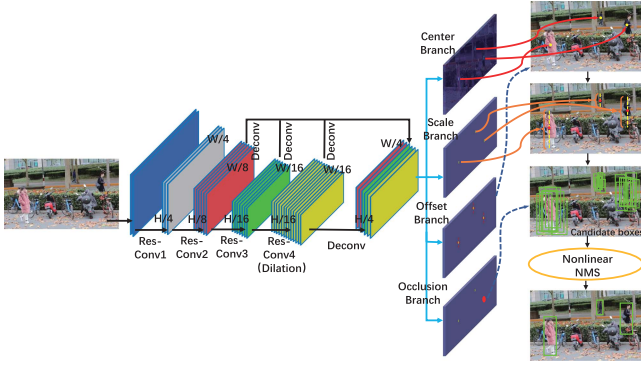 Center
Branch
Scale
Branch
Offset
Branch
Occlusion
Branch
W/4
W/8
W/16
W/16
W/4
Deconv
Deconv
Deconv
H/4
H/8
H/16
H/16
H/4
Res-
Conv1
Res-
Conv2
Res-
Conv3
Res-
Conv4
(Dilation)
Deconv
Candidate boxes
Nonlinear
NMS